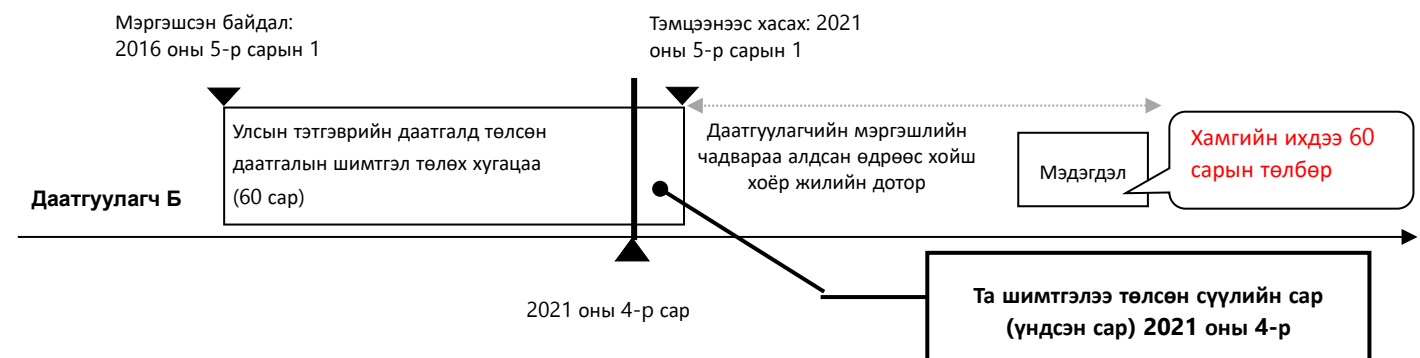 Мэргэшсэн байдал:
2016 оны 5-р сарын 1
Тэмцээнээс хасах: 2021
оны 5-р сарын 1
Улсын тэтгэврийн даатгалд төлсөн
даатгалын шимтгэл төлөх хугацаа
(60 сар)
Даатгуулагчийн мэргэшлийн
чадвараа алдсан өдрөөс хойш
хоёр жилийн дотор
Мэдэгдэл
Хамгийн ихдээ 60
сарын төлбөр
Даатгуулагч Б
2021 оны 4-р сар
Та шимтгэлээ төлсөн сүүлийн сар
(үндсэн сар) 2021 оны 4-р